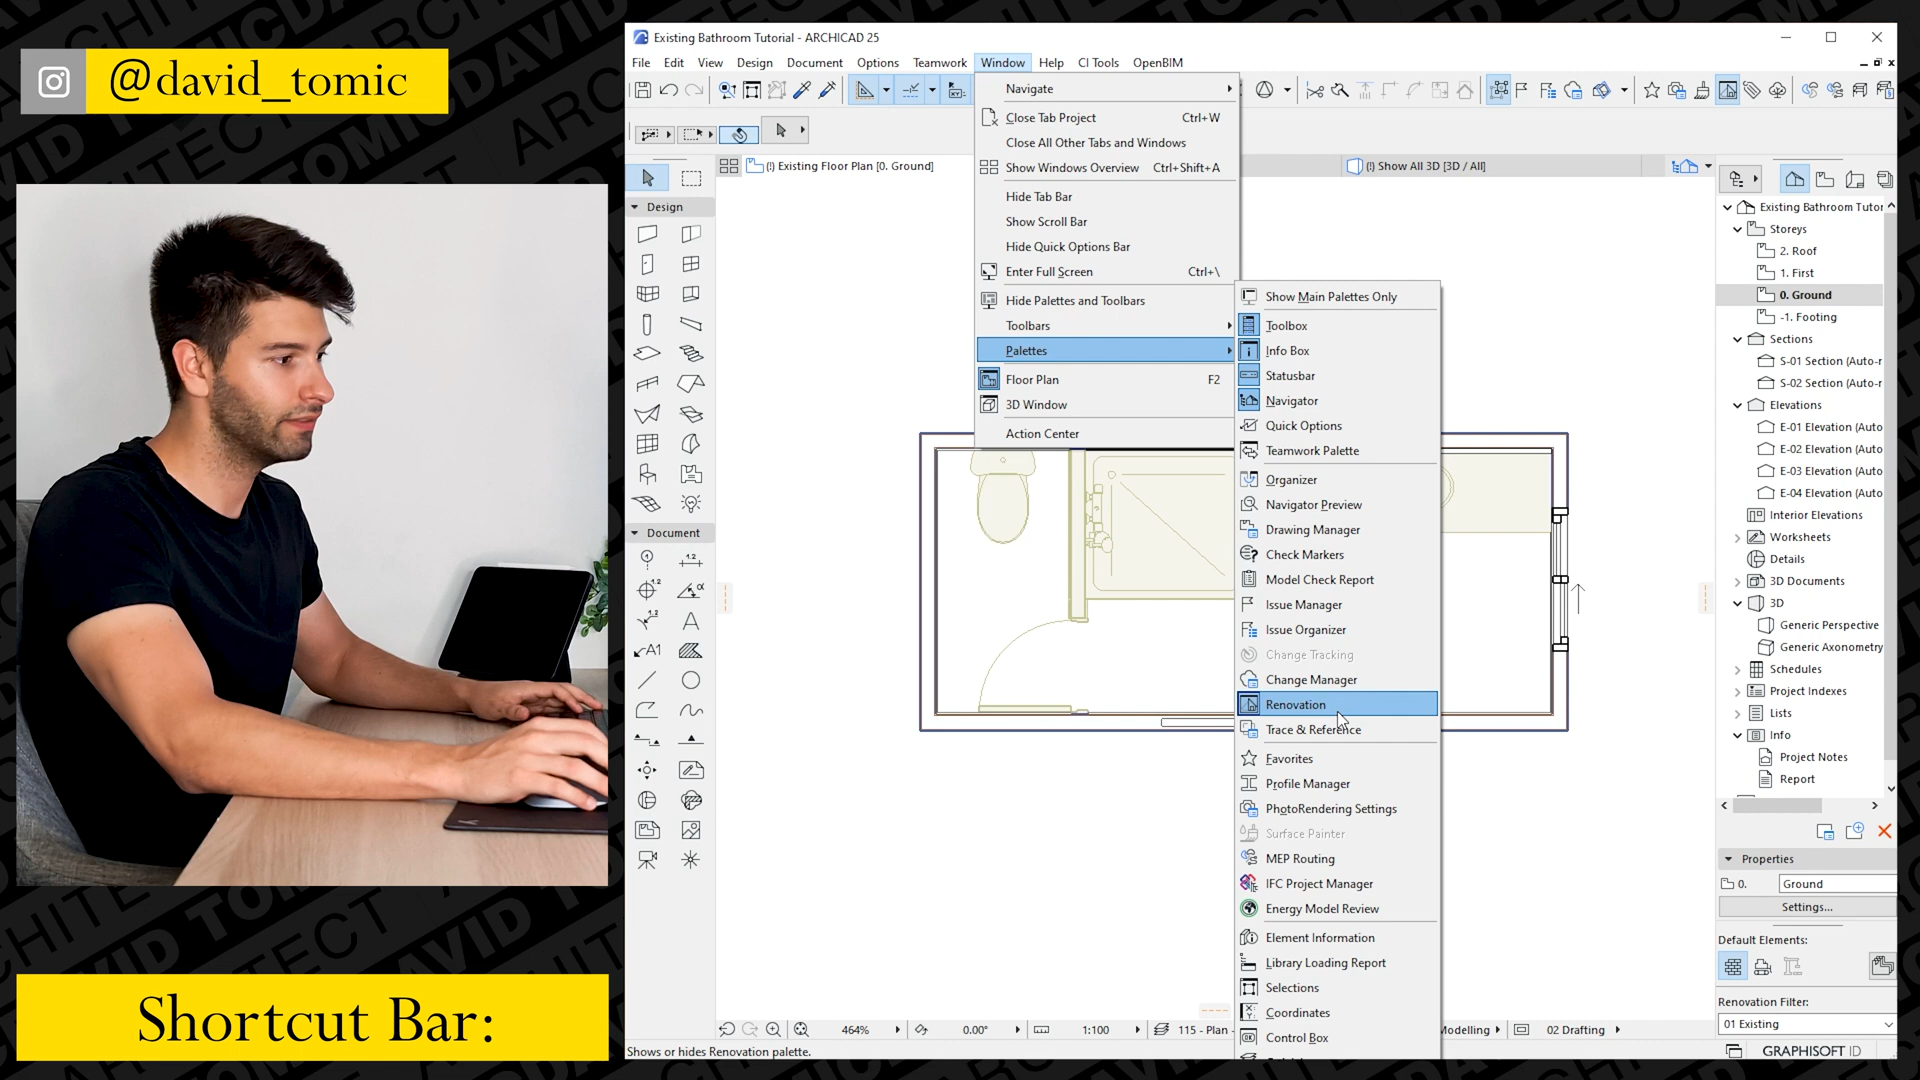 @david_tomic
Shortcut Bar:
Existing Bathroom Tutorial - ARCHICAD 25
File Edit View Design Document Options Teamwork Window Help CI Tools OpenBIM
(!) Existing Floor Plan [0. Ground]
(!) Show All 3D [3D / All]
Design
Document
Navigate
Close Tab Project Ctrl+W
Close All Other Tabs and Windows
Show Windows Overview Ctrl+Shift+A
Hide Tab Bar
Show Scroll Bar
Hide Quick Options Bar
Enter Full Screen Ctrl+\
Hide Palettes and Toolbars
Toolbars
Palettes
Floor Plan F2
3D Window
Action Center
Show Main Palettes Only
Toolbox
Info Box
Statusbar
Navigator
Quick Options
Teamwork Palette
Organizer
Navigator Preview
Drawing Manager
Check Markers
Model Check Report
Issue Manager
Issue Organizer
Change Tracking
Change Manager
Renovation
Trace & Reference
Favorites
Profile Manager
PhotoRendering Settings
Surface Painter
MEP Routing
IFC Project Manager
Energy Model Review
Element Information
Library Loading Report
Selections
Coordinates
Control Box
Existing Bathroom Tutor
Storeys
2. Roof
1. First
0. Ground
-1. Footing
Sections
S-01 Section (Auto-r
S-02 Section (Auto-r
Elevations
E-01 Elevation (Auto
E-02 Elevation (Auto
E-03 Elevation (Auto
E-04 Elevation (Auto
Interior Elevations
Worksheets
Details
3D Documents
3D
Generic Perspective
Generic Axonometry
Schedules
Project Indexes
Lists
Info
Project Notes
Report
Properties
0. Ground
Settings...
Default Elements:
Renovation Filter:
01 Existing
464% 0.00° 1:100 115 - Plan - odelling 02 Drafting
Shows or hides Renovation palette.
GRAPHISOFT ID